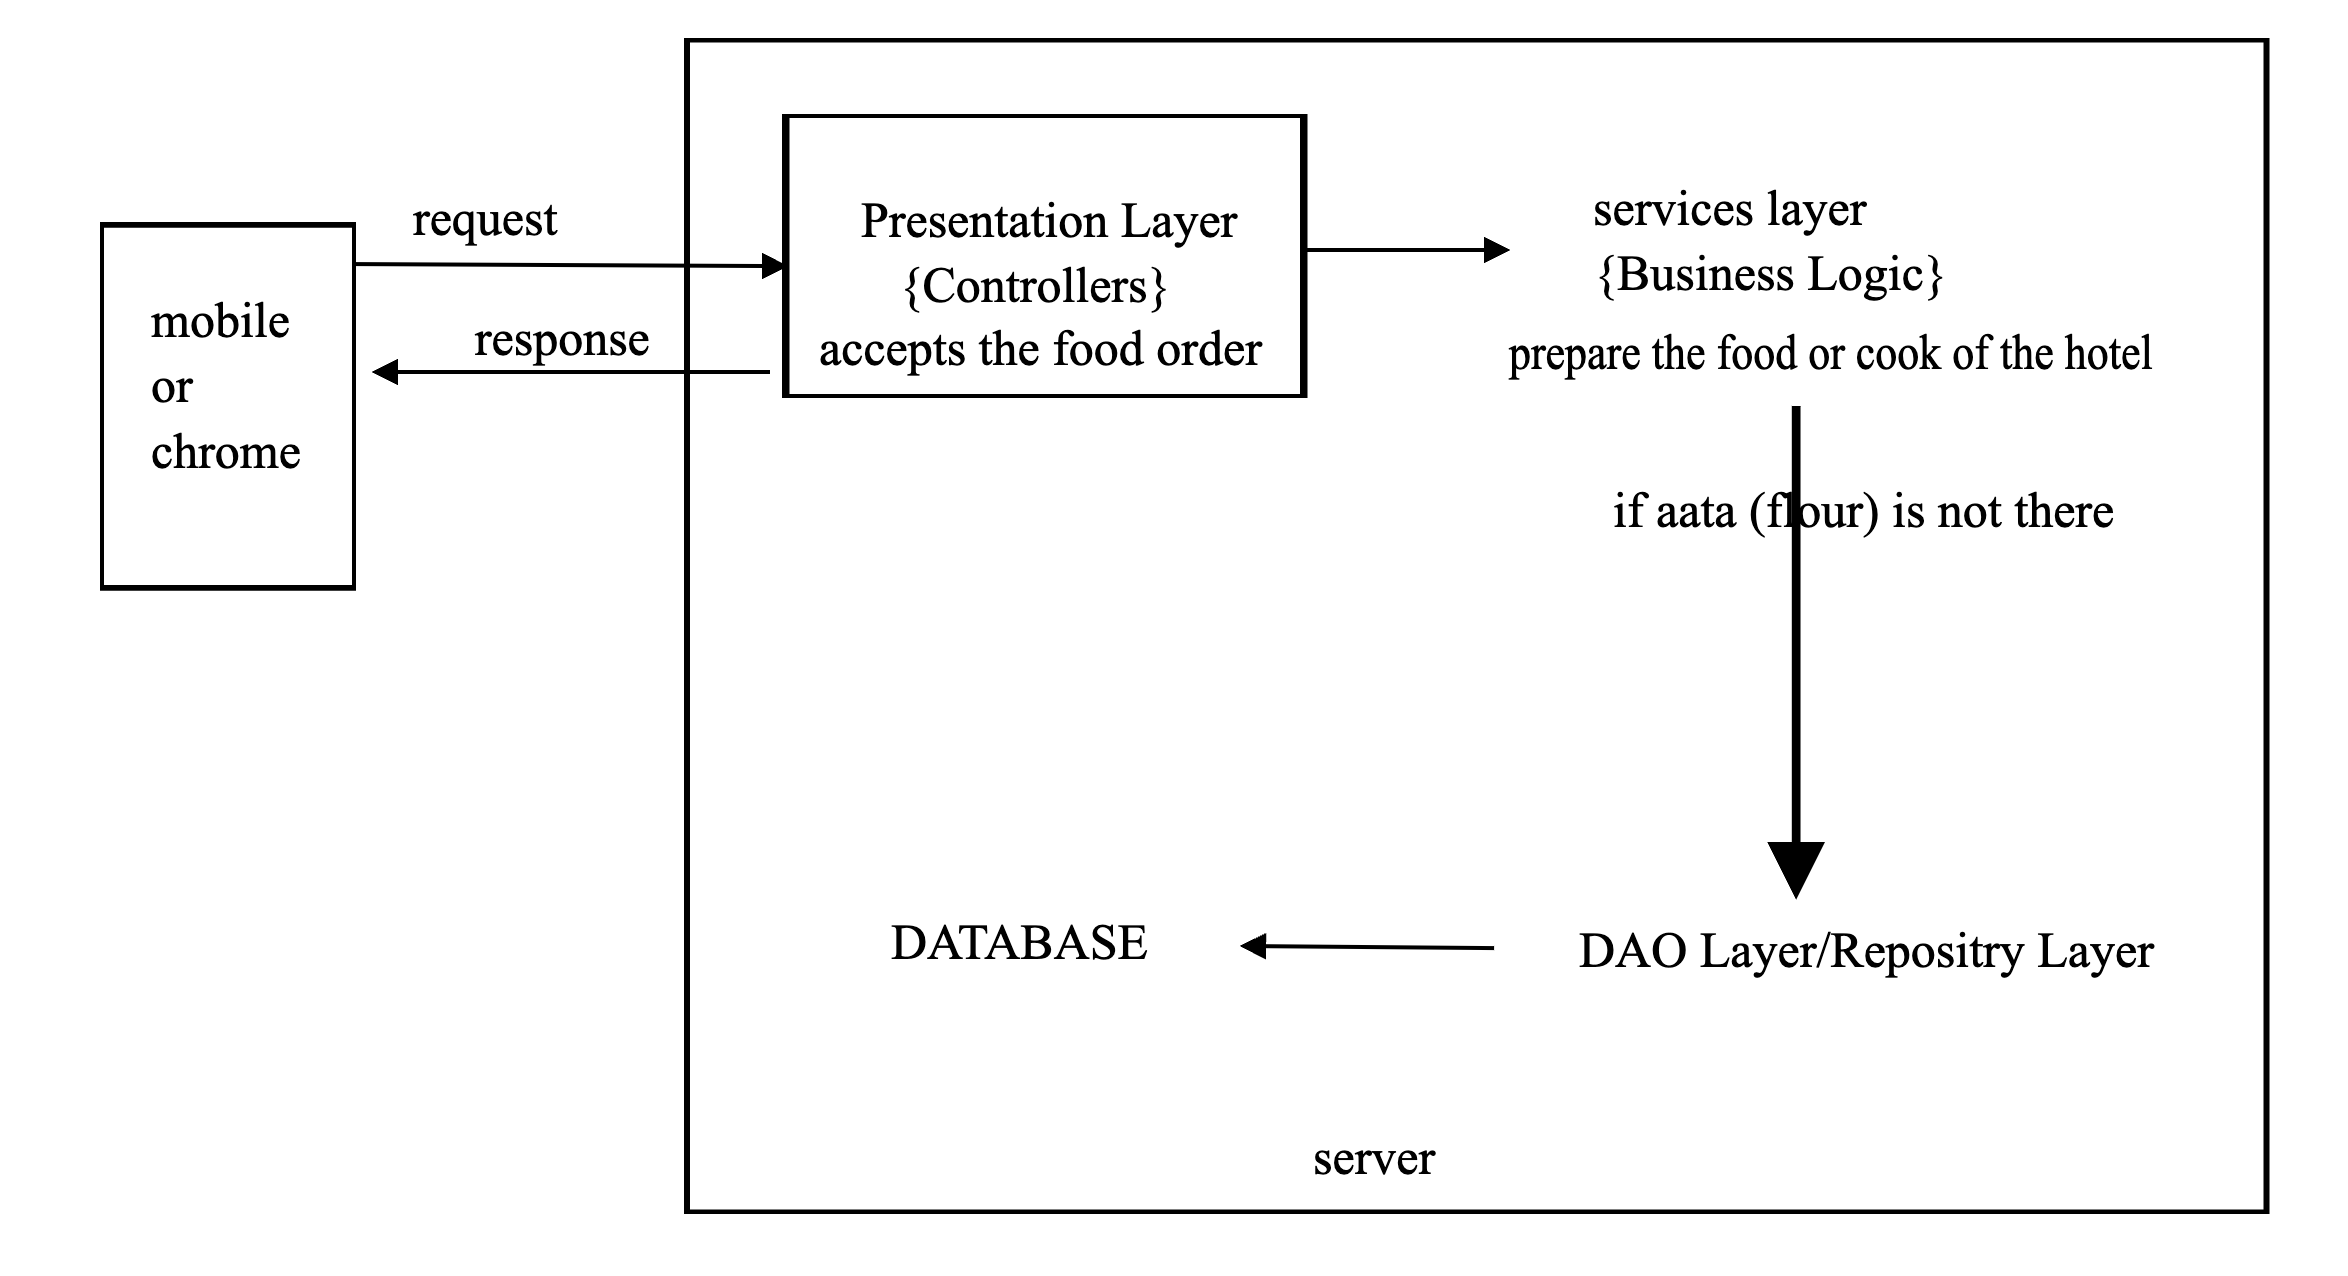 mobile
or
chrome
request
response
Presentation Layer
{Controllers}
accepts the food order
services layer
{Business Logic}
prepare the food or cook of the hotel
if aata (flour) is not there
DATABASE
DAO Layer/Repositry Layer
server